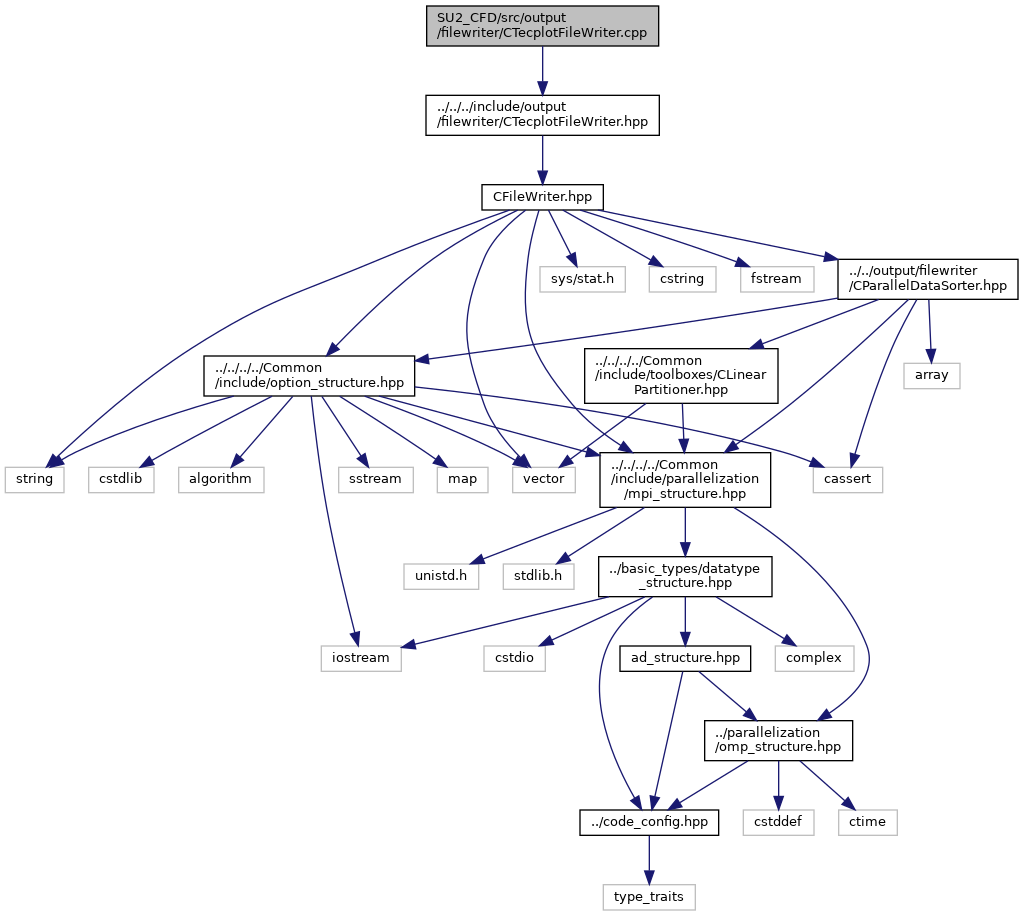 SU2_CFD/src/output
/filewriter/CTecplotFileWriter.cpp
../../../include/output
/filewriter/CTecplotFileWriter.hpp
CFileWriter.hpp
sys/stat.h
cstring
fstream
../../output/filewriter
/CParallelDataSorter.hpp
../../../../Common
/include/option_structure.hpp
../../../../Common
/include/toolboxes/CLinear
Partitioner.hpp
array
string
cstdlib
algorithm
sstream
map
vector
../../../../Common
/include/parallelization
/mpi_structure.hpp
cassert
unistd.h
stdlib.h
../basic_types/datatype
_structure.hpp
iostream
cstdio
ad_structure.hpp
complex
../parallelization
/omp_structure.hpp
../code_config.hpp
cstddef
ctime
type_traits